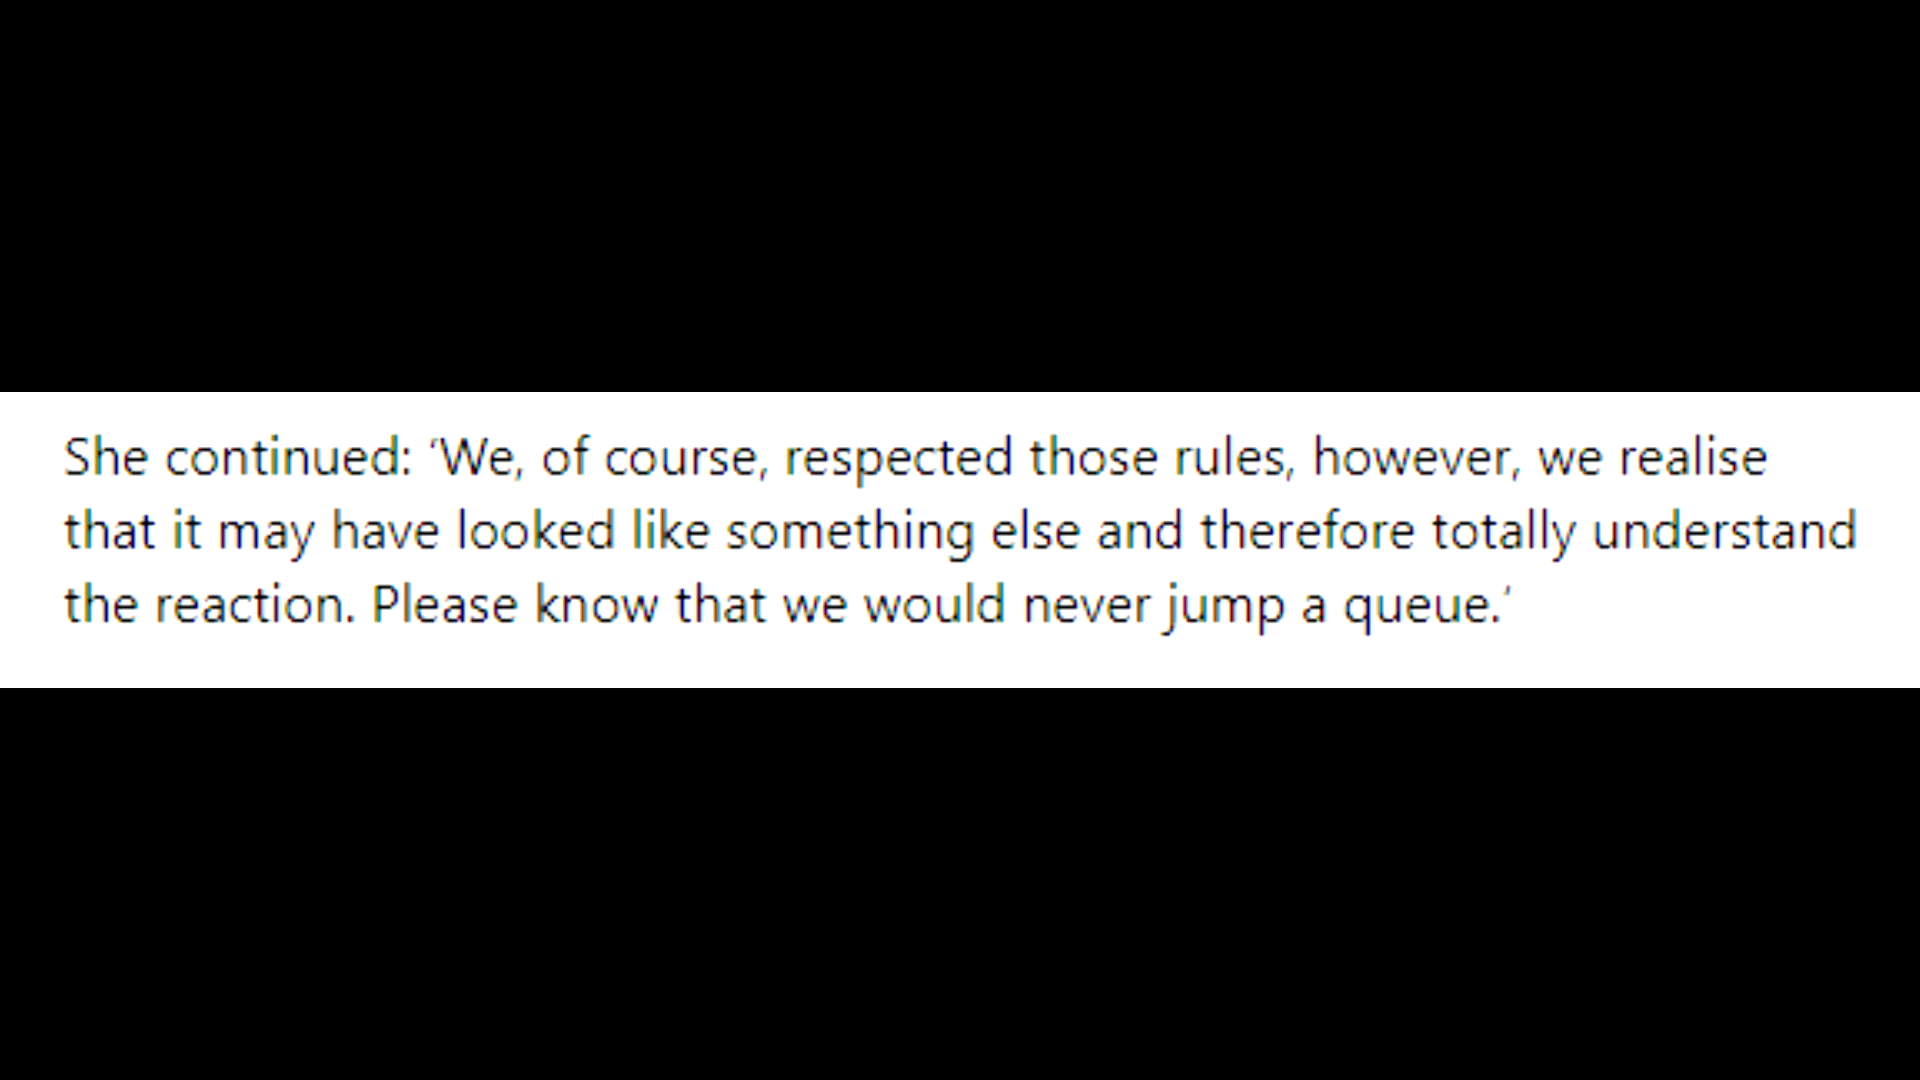 She continued: ‘We, of course, respected those rules, however, we realise
that it may have looked like something else and therefore totally understand
the reaction. Please know that we would never jump a queue.’